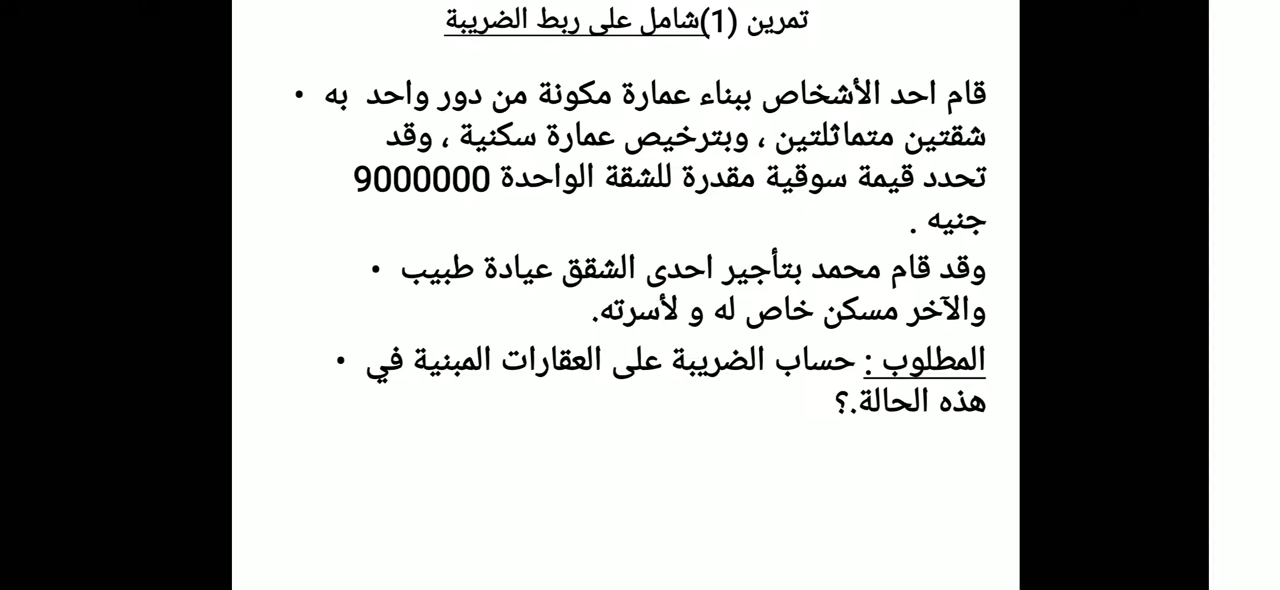 تمرين (1)شامل على ربط الضريبة
قام احد الأشخاص ببناء عمارة مكونة من دور واحد به •
شقتين متماثلتين ، وبترخيص عمارة سكنية ، وقد
تحدد قيمة سوقية مقدرة للشقة الواحدة 9000000
جنيه .
وقد قام محمد بتأجير احدى الشقق عيادة طبيب •
والآخر مسكن خاص له و لأسرته.
المطلوب : حساب الضريبة على العقارات المبنية في •
هذه الحالة.؟